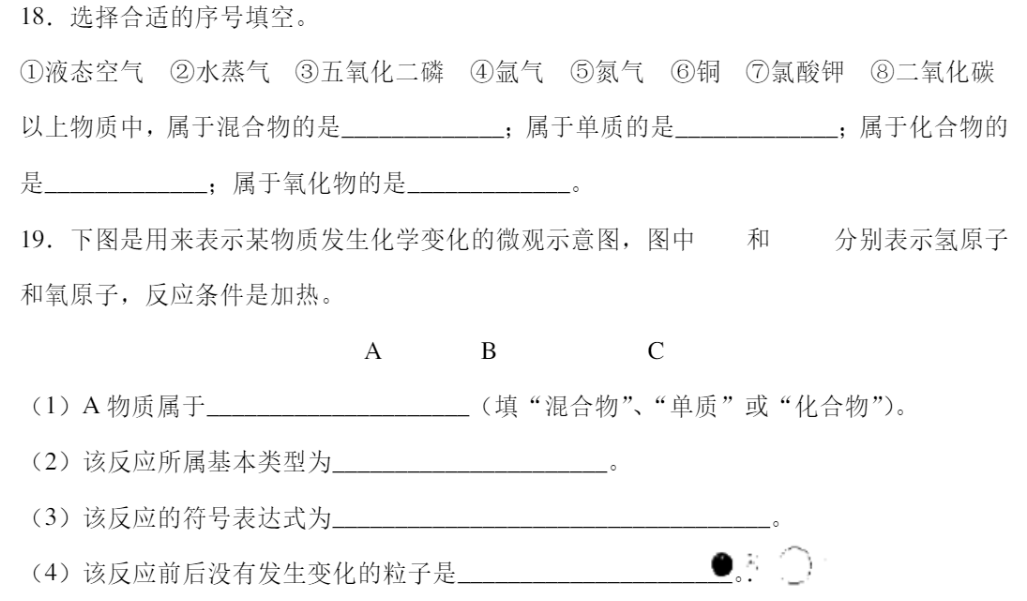 18．选择合适的序号填空。
①液态空气 ②水蒸气 ③五氧化二磷 ④氩气 ⑤氮气 ⑥铜 ⑦氯酸钾 ⑧二氧化碳
以上物质中，属于混合物的是_____________；属于单质的是_____________；属于化合物的
是_____________；属于氧化物的是_____________。
19．下图是用来表示某物质发生化学变化的微观示意图，图中 和 分别表示氢原子
和氧原子，反应条件是加热。
A B C
（1）A 物质属于_____________________（填“混合物”、“单质”或“化合物”）。
（2）该反应所属基本类型为______________________。
（3）该反应的符号表达式为___________________________________。
（4）该反应前后没有发生变化的粒子是______________________。